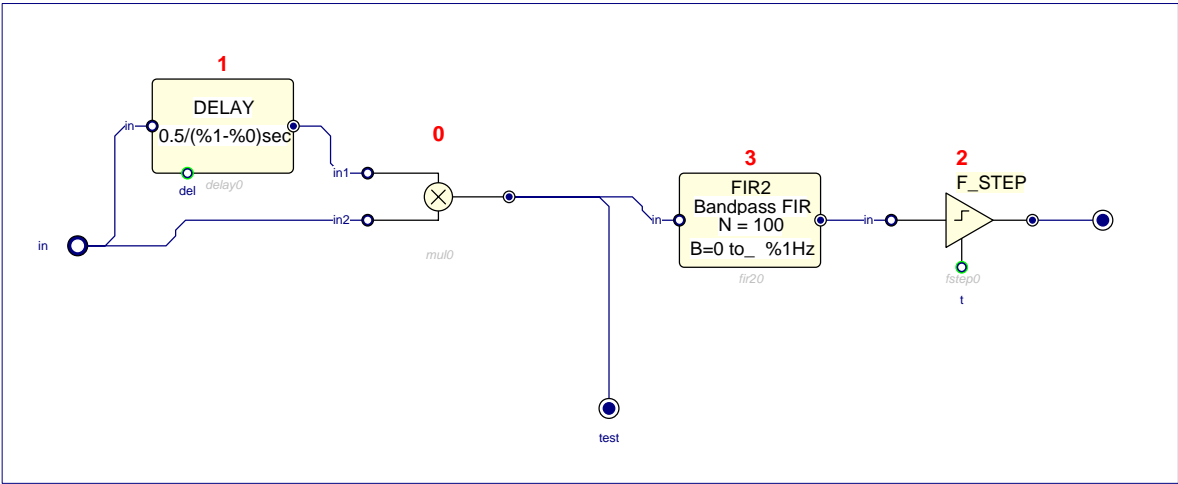 1
DELAY
0.5/(%1-%0)sec
in
del
delay0
in
0
in1
in2
mul0
3
FIR2
Bandpass FIR
N = 100
B=0 to_ %1Hz
in
fir20
2
F_STEP
in
fstep0
t
test